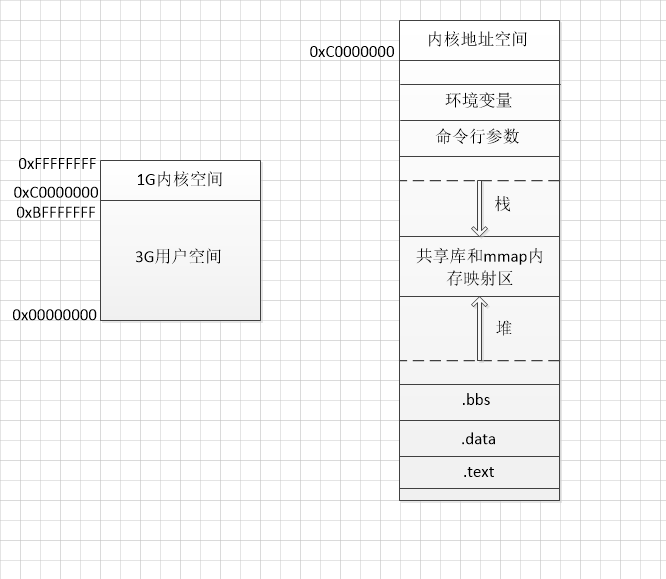 0xFFFFFFFF
1G内核空间
0xC0000000
0xBFFFFFFF
3G用户空间
0x00000000
内核地址空间
0xC0000000
环境变量
命令行参数
栈
共享库和mmap内
存映射区
堆
.bbs
.data
.text